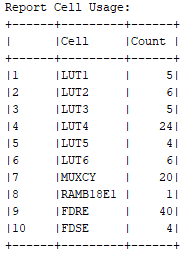 Report Cell Usage:
+------+---------+------+
|      |Cell     |Count |
+------+---------+------+
|1     |LUT1     |     5|
|2     |LUT2     |     6|
|3     |LUT3     |     5|
|4     |LUT4     |    24|
|5     |LUT5     |     4|
|6     |LUT6     |     6|
|7     |MUXCY    |    20|
|8     |RAMB18E1 |     1|
|9     |FDRE     |    40|
|10    |FDSE     |     4|
+------+---------+------+